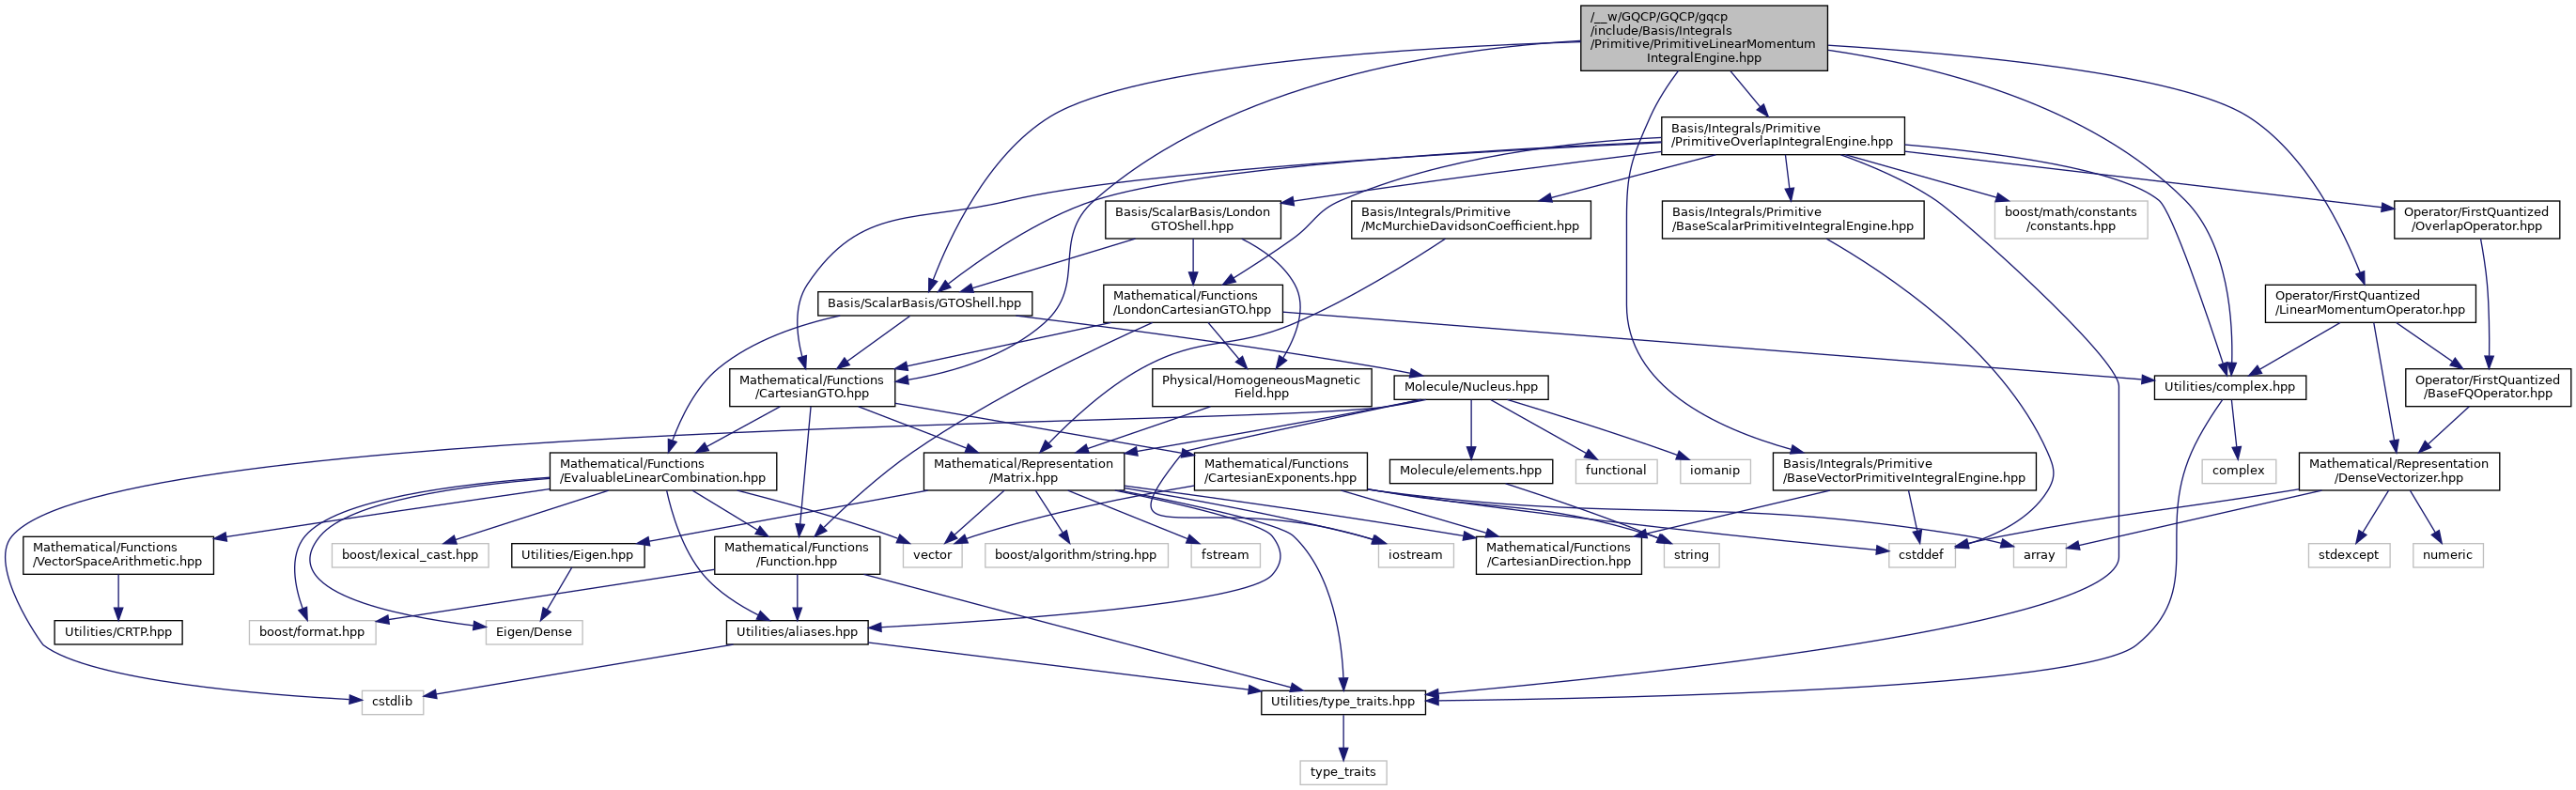 /__w/GQCP/GQCP/gqcp
/include/Basis/Integrals
/Primitive/PrimitiveLinearMomentum
IntegralEngine.hpp
Basis/Integrals/Primitive
/PrimitiveOverlapIntegralEngine.hpp
Basis/ScalarBasis/London
GTOShell.hpp
Basis/Integrals/Primitive
/McMurchieDavidsonCoefficient.hpp
Basis/Integrals/Primitive
/BaseScalarPrimitiveIntegralEngine.hpp
boost/math/constants
/constants.hpp
Operator/FirstQuantized
/OverlapOperator.hpp
Basis/ScalarBasis/GTOShell.hpp
Mathematical/Functions
/LondonCartesianGTO.hpp
Operator/FirstQuantized
/LinearMomentumOperator.hpp
Mathematical/Functions
/CartesianGTO.hpp
Physical/HomogeneousMagnetic
Field.hpp
Molecule/Nucleus.hpp
Utilities/complex.hpp
Operator/FirstQuantized
/BaseFQOperator.hpp
Mathematical/Functions
/EvaluableLinearCombination.hpp
Mathematical/Representation
/Matrix.hpp
Mathematical/Functions
/CartesianExponents.hpp
Molecule/elements.hpp
functional
iomanip
Basis/Integrals/Primitive
/BaseVectorPrimitiveIntegralEngine.hpp
complex
Mathematical/Representation
/DenseVectorizer.hpp
Mathematical/Functions
/VectorSpaceArithmetic.hpp
boost/lexical_cast.hpp
Utilities/Eigen.hpp
Mathematical/Functions
/Function.hpp
vector
boost/algorithm/string.hpp
fstream
iostream
Mathematical/Functions
/CartesianDirection.hpp
string
cstddef
array
stdexcept
numeric
Utilities/CRTP.hpp
boost/format.hpp
Eigen/Dense
Utilities/aliases.hpp
cstdlib
Utilities/type_traits.hpp
type_traits